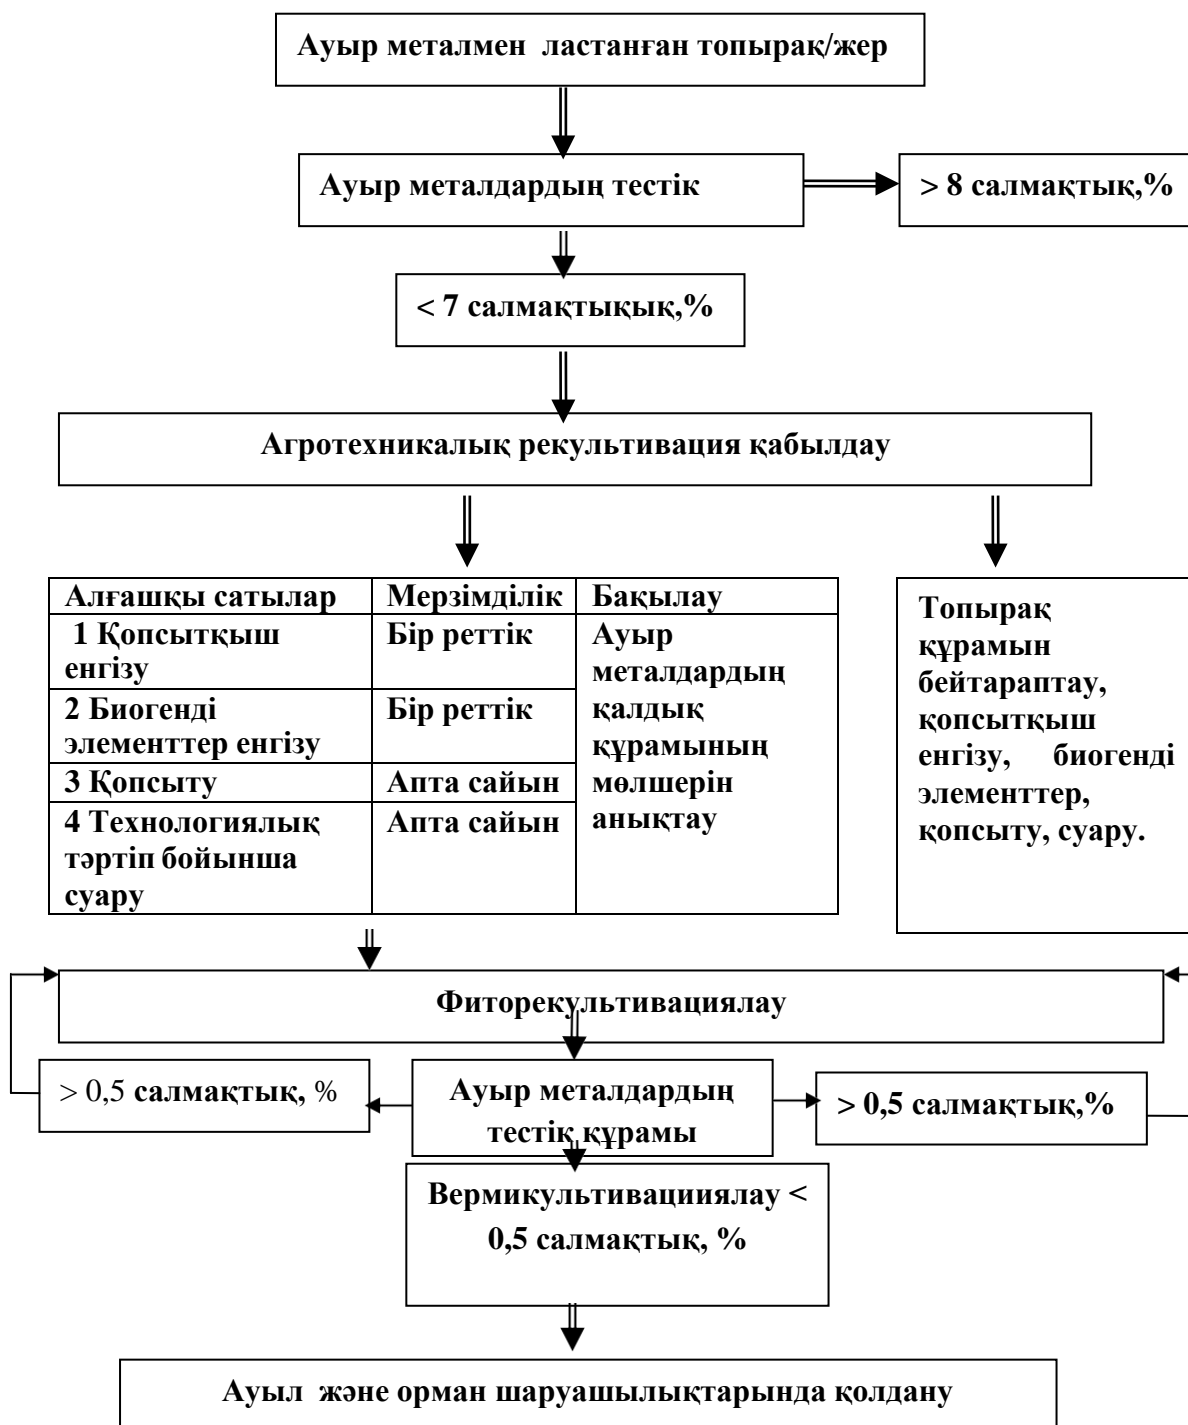 Ауыр металмен ластанған топырақ/жер
Ауыр металдардың тестік
> 8 салмақтық,%
< 7 салмақтықық,%
Агротехникалық рекультивация қабылдау
Алғашқы сатылар
Мерзімділік
Бақылау
1 Қопсытқыш
енгізу
Бір реттік
2 Биогенді
элементтер енгізу
Бір реттік
3 Қопсыту
Апта сайын
4 Технологиялық
тәртіп бойынша
суару
Апта сайын
Ауыр
металдардың
қалдық
құрамының
мөлшерін
анықтау
Топырақ
құрамын
бейтараптау,
қопсытқыш
енгізу, биогенді
элементтер,
қопсыту, суару.
Фиторекультивациялау
> 0,5 салмақтық, %
Ауыр металдардың
тестік құрамы
> 0,5 салмақтық,%
Вермикультивацииялау <
0,5 салмақтық, %
Ауыл және орман шаруашылықтарында қолдану